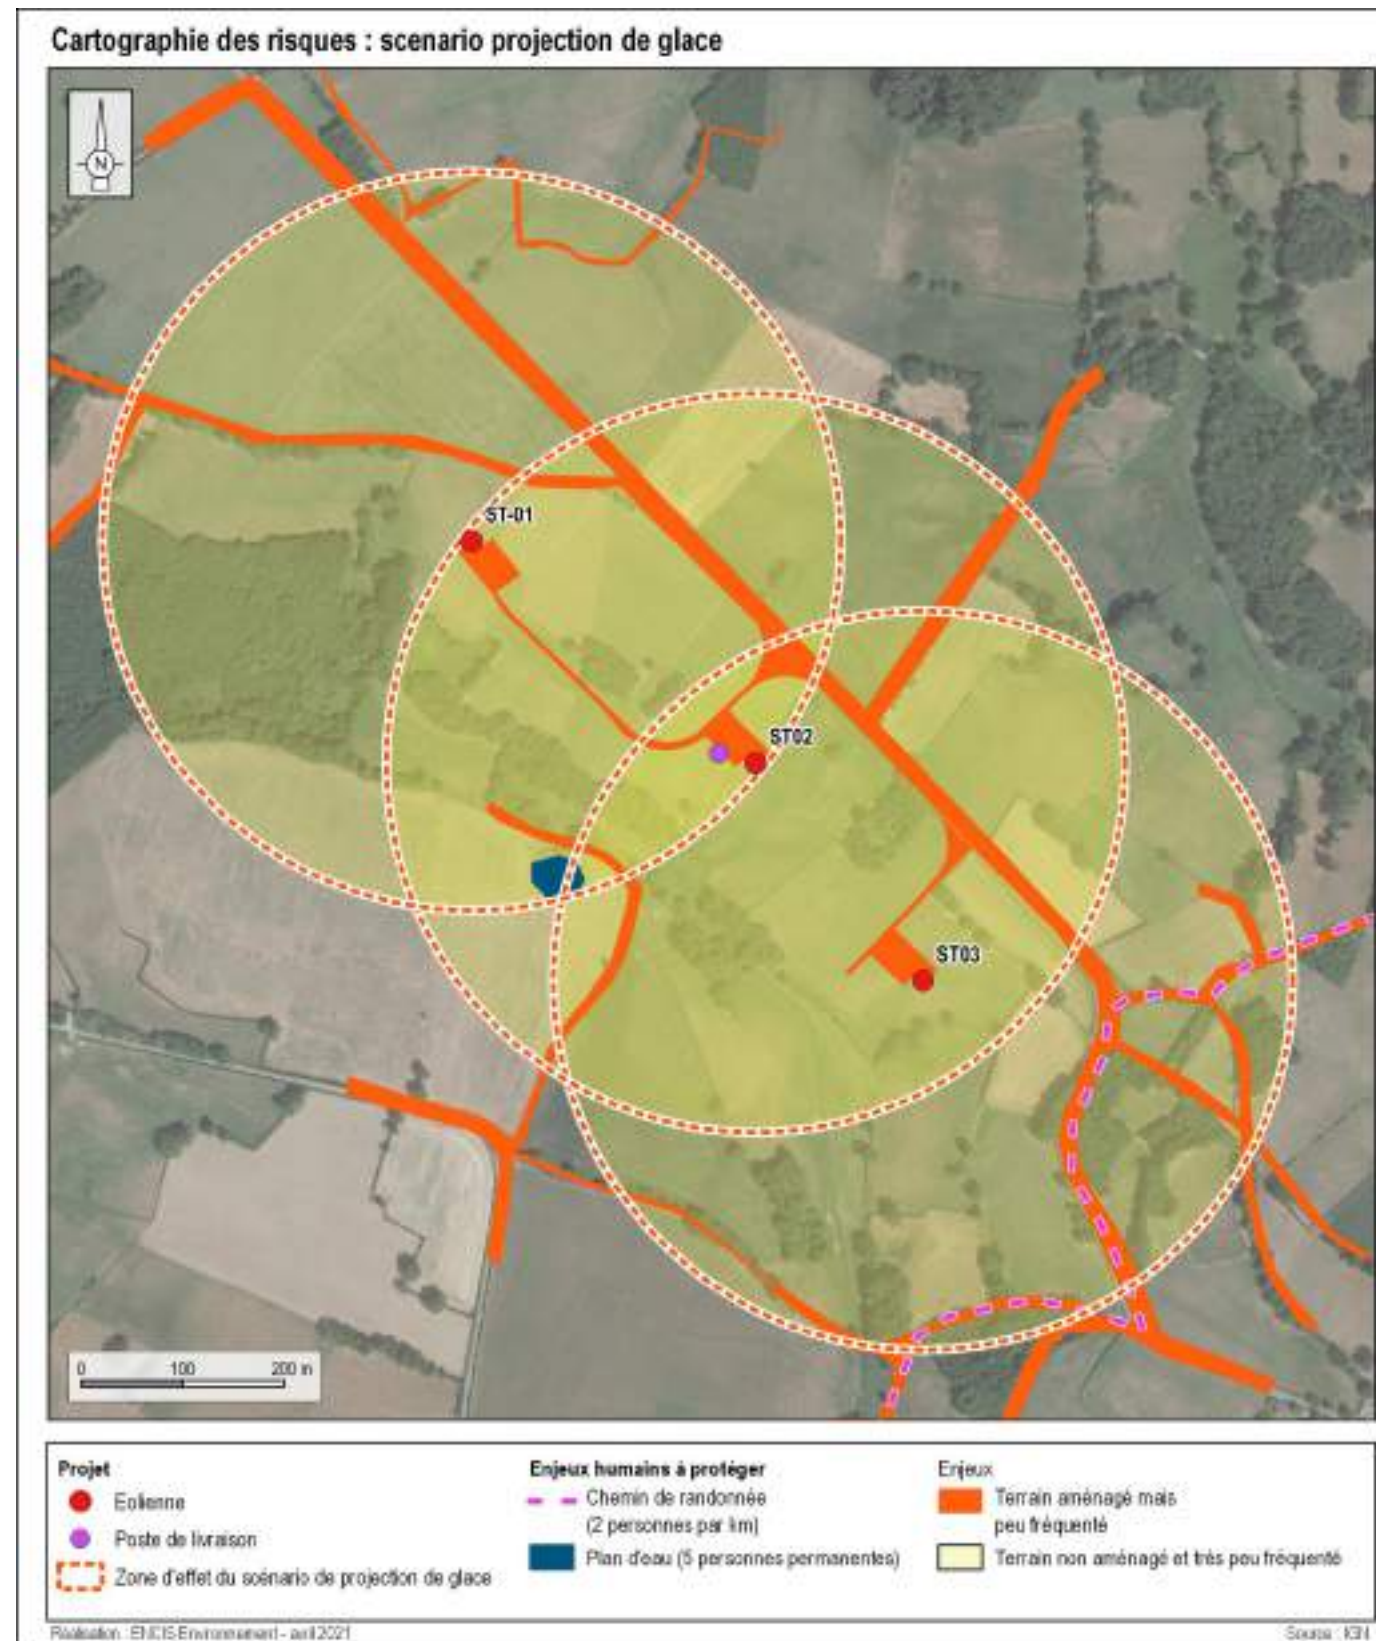 Cartographie des risques : scenario projection de glace
N
ST-01
ST02
ST03
0 100 200 m
Projet
Eolienne
Poste de livraison
Zone d'effet du scénario de projection de glace
Enjeux humains à protéger
Chemin de randonnée
(2 personnes par km)
Plan d'eau (5 personnes permanentes)
Enjeux
Terrain aménagé mais
peu fréquenté
Terrain non aménagé et très peu fréquenté
Réalisation : ENCIS Environnement - avril 2021
Source : IGN